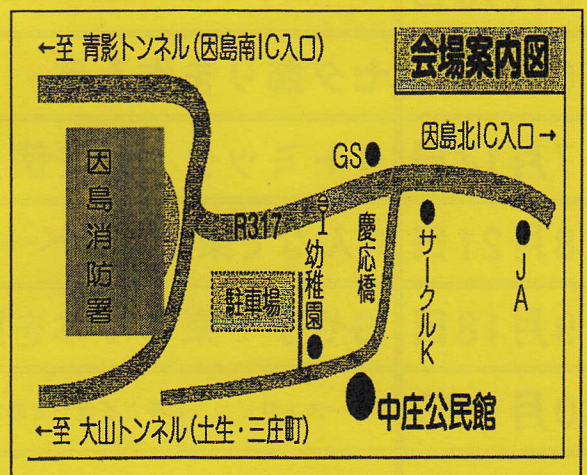 ←至 青影トンネル(因島南IC入口)
会場案内図
因島北IC入口→
GS
因島消防署
R317
幼稚園
慶応橋
サークルK
JA
駐車場
中庄公民館
←至 大山トンネル(土生・三庄町)